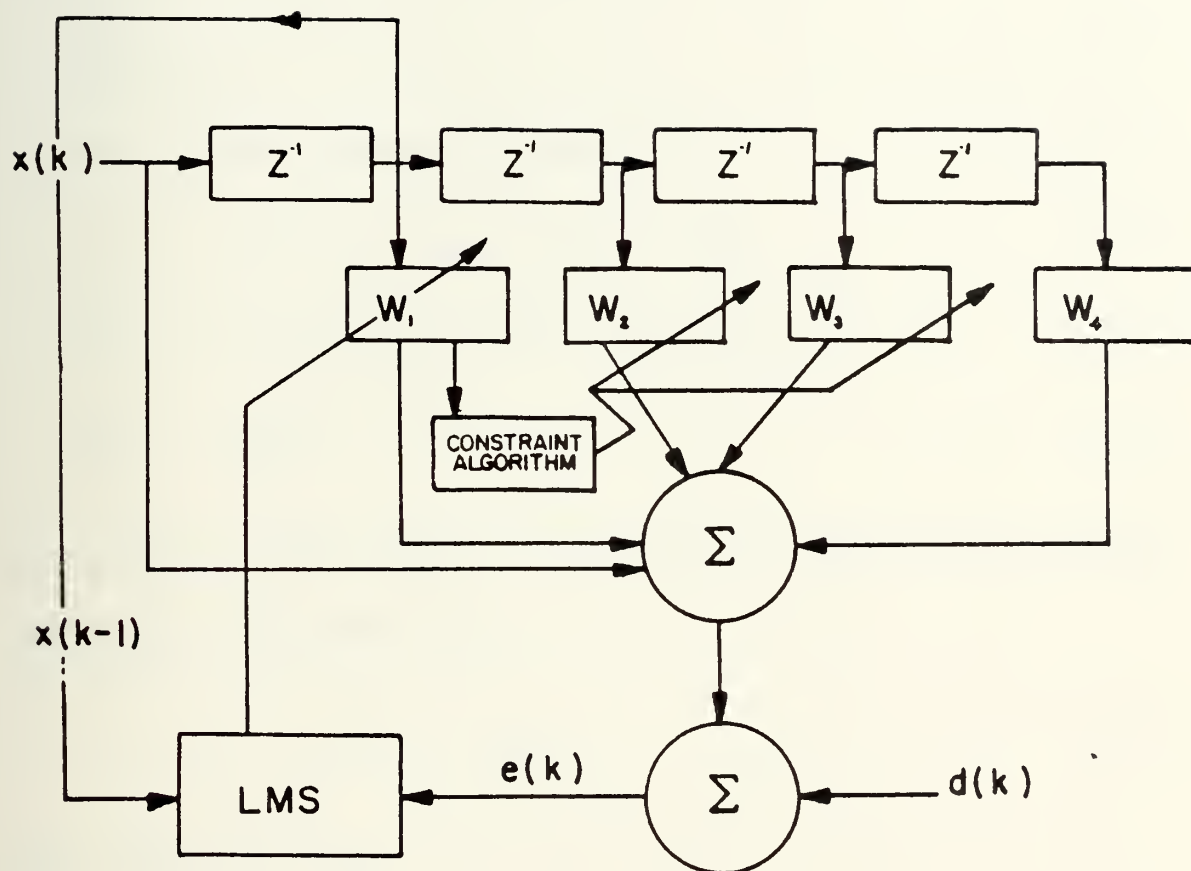 x(k)
Z⁻¹
Z⁻¹
Z⁻¹
Z⁻¹
W₁
W₂
W₃
W₄
CONSTRAINT
ALGORITHM
Σ
x(k-1)
LMS
e(k)
Σ
d(k)